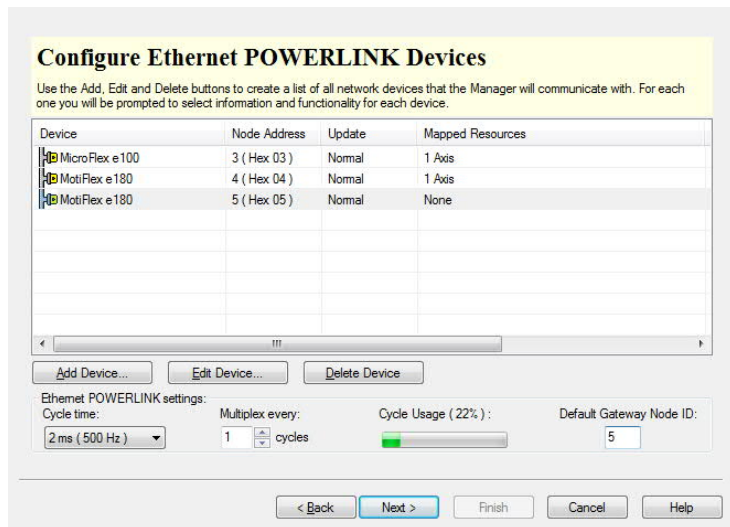 Configure Ethernet POWERLINK Devices
Use the Add, Edit and Delete buttons to create a list of all network devices that the Manager will communicate with. For each
one you will be prompted to select information and functionality for each device.
Device Node Address Update Mapped Resources
MicroFlex e100 3 ( Hex 03 ) Normal 1 Axis
MotiFlex e180 4 ( Hex 04 ) Normal 1 Axis
MotiFlex e180 5 ( Hex 05 ) Normal None
Add Device... Edit Device... Delete Device
Ethernet POWERLINK settings:
Cycle time: Multiplex every: Cycle Usage ( 22% ) : Default Gateway Node ID:
2 ms ( 500 Hz ) 1 cycles 5
< Back Next > Finish Cancel Help